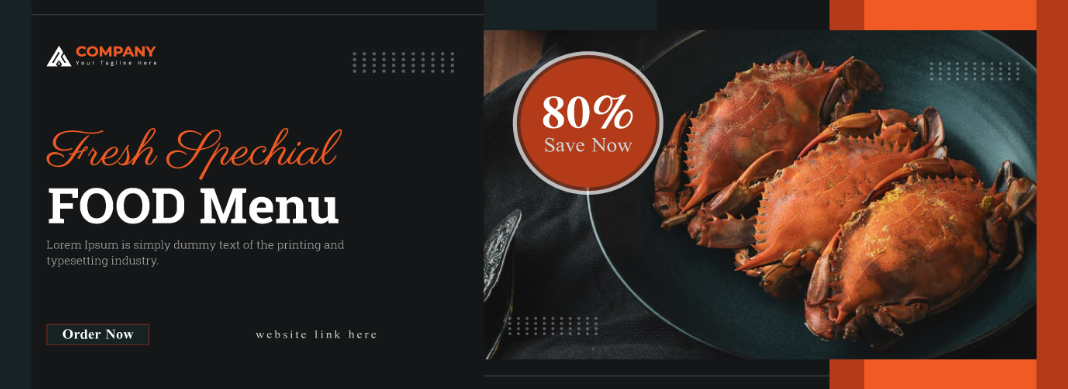 COMPANY
Your Tagline Here
Fresh Spechial
FOOD Menu
Lorem Ipsum is simply dummy text of the printing and
typesetting industry.
Order Now
website link here
80%
Save Now